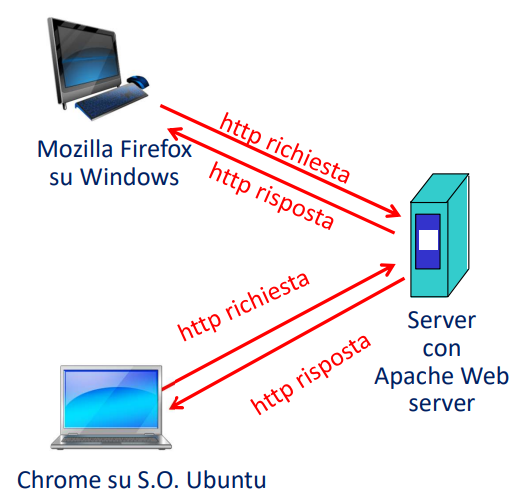 http richiesta
Mozilla Firefox
su Windows
http risposta
http richiesta
Server
con
Apache Web
server
http risposta
Chrome su S.O. Ubuntu